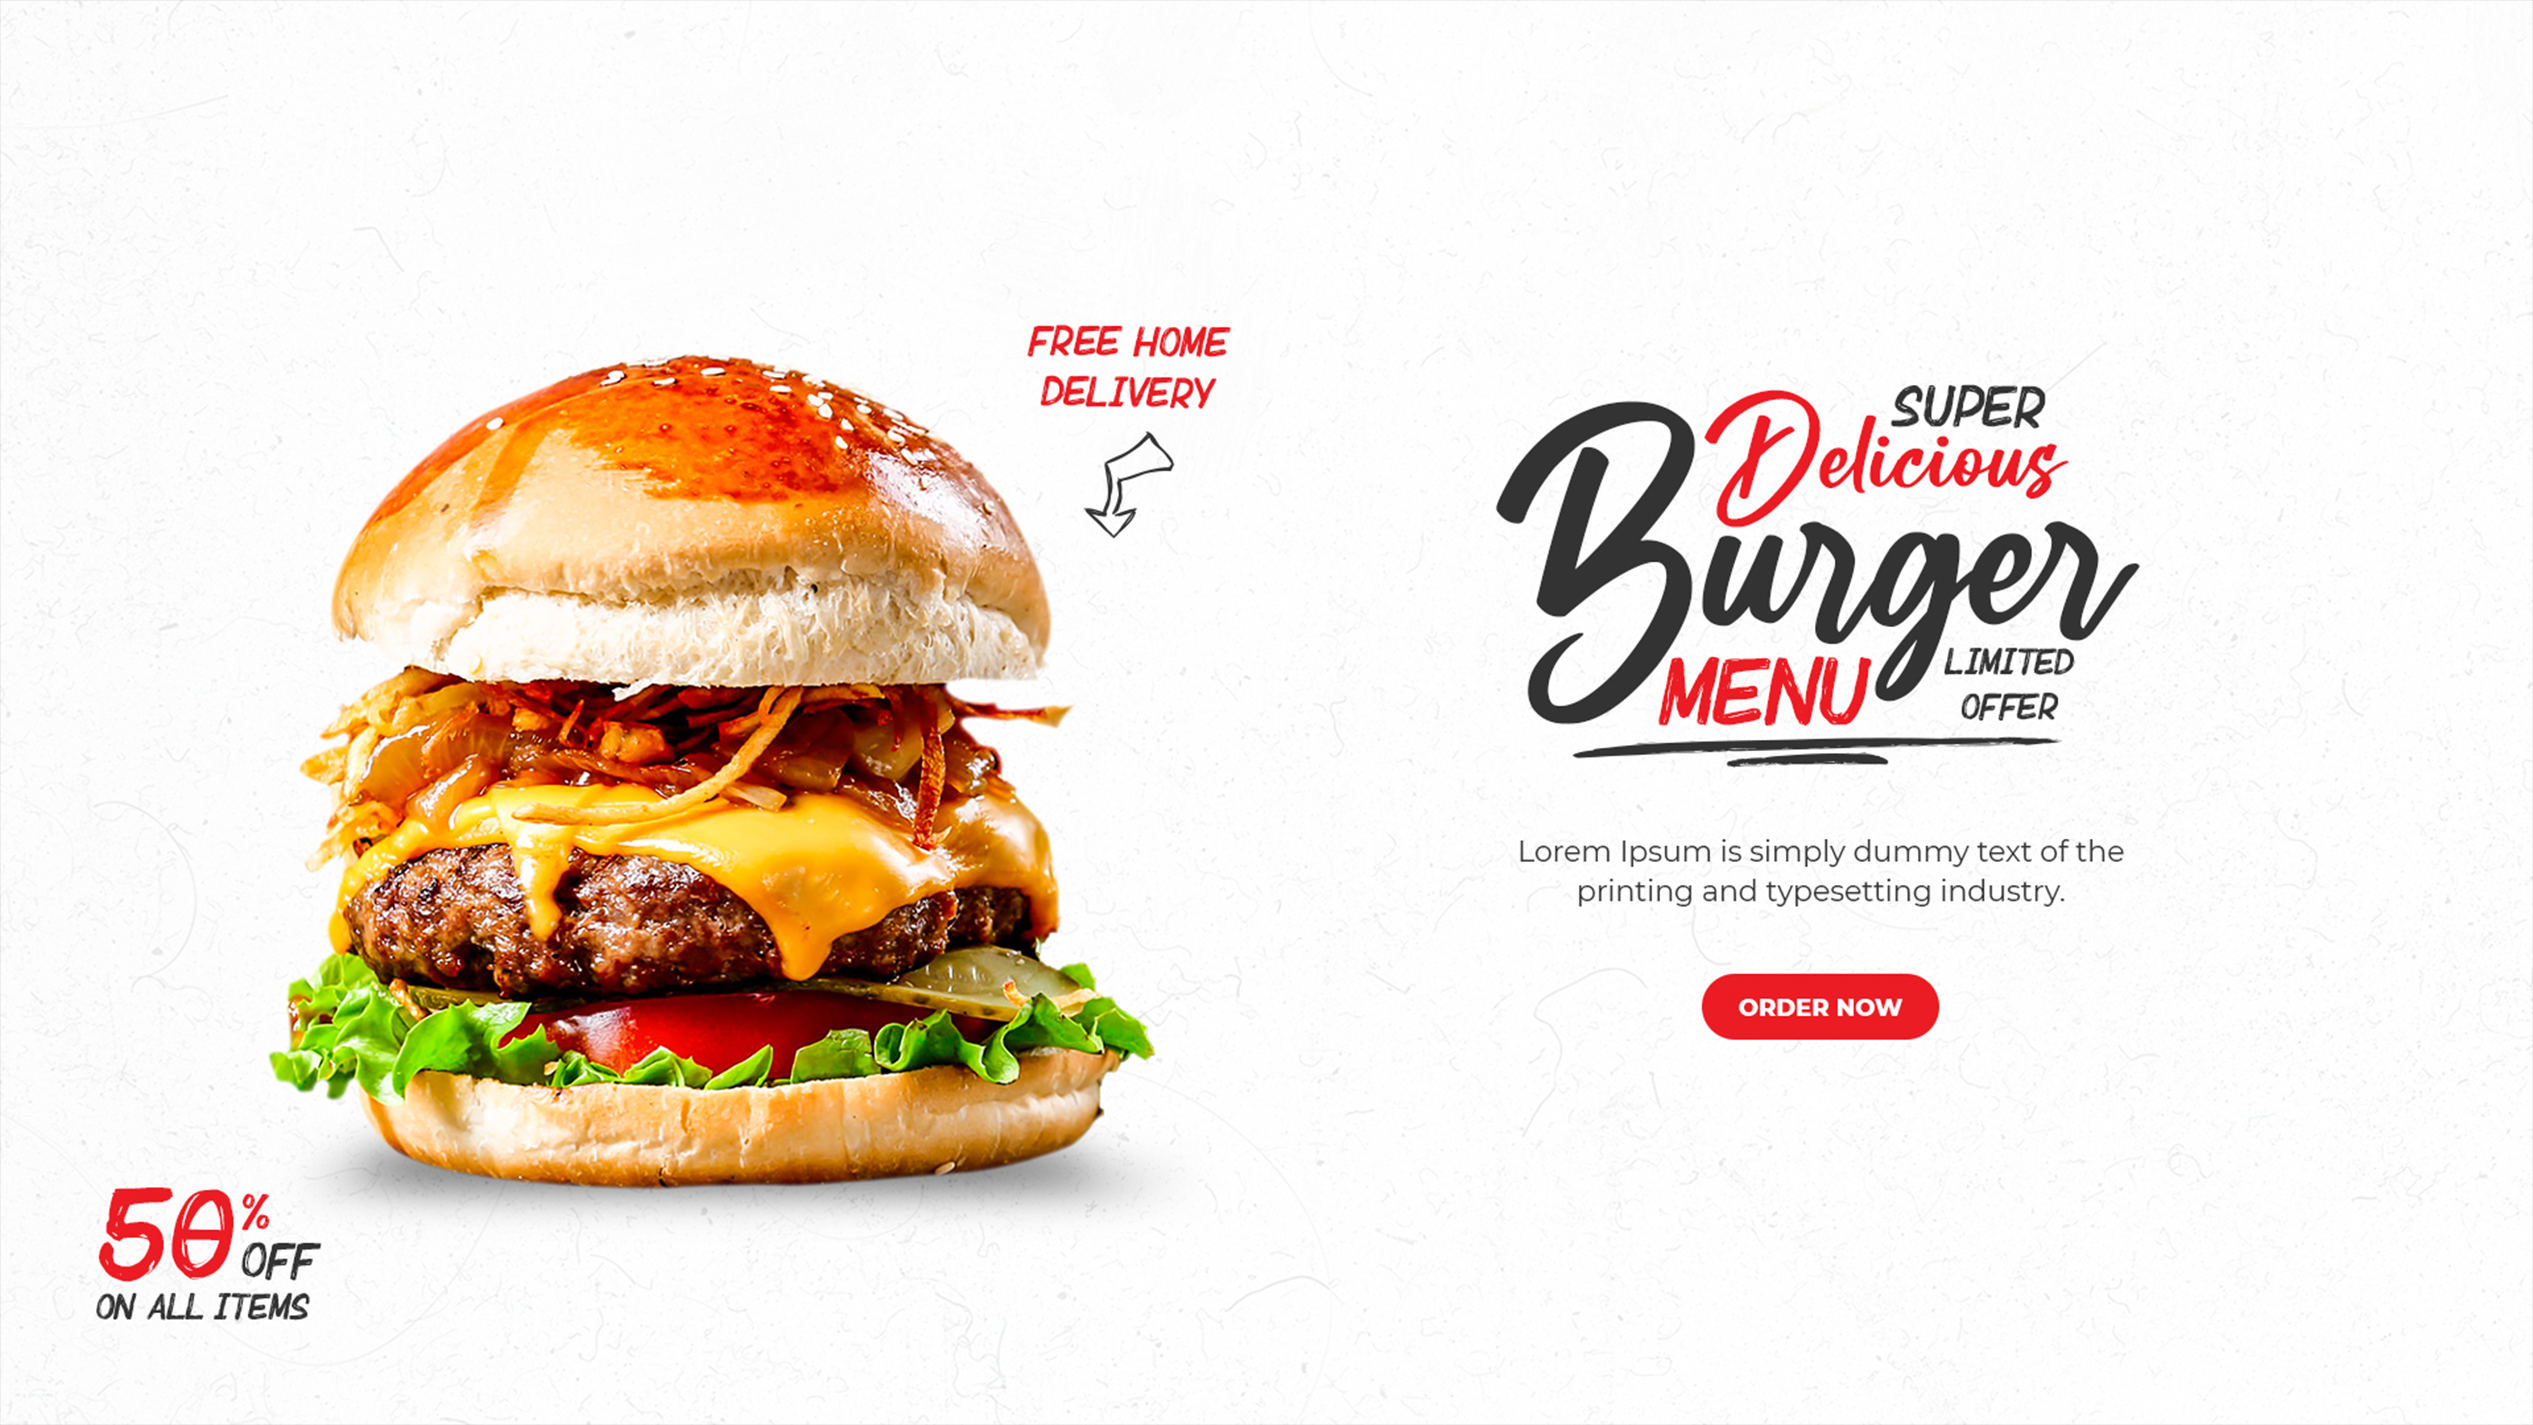 FREE HOME
DELIVERY
SUPER
Delicious
Burger
MENU
LIMITED
OFFER
Lorem Ipsum is simply dummy text of the
printing and typesetting industry.
ORDER NOW
50%
OFF
ON ALL ITEMS